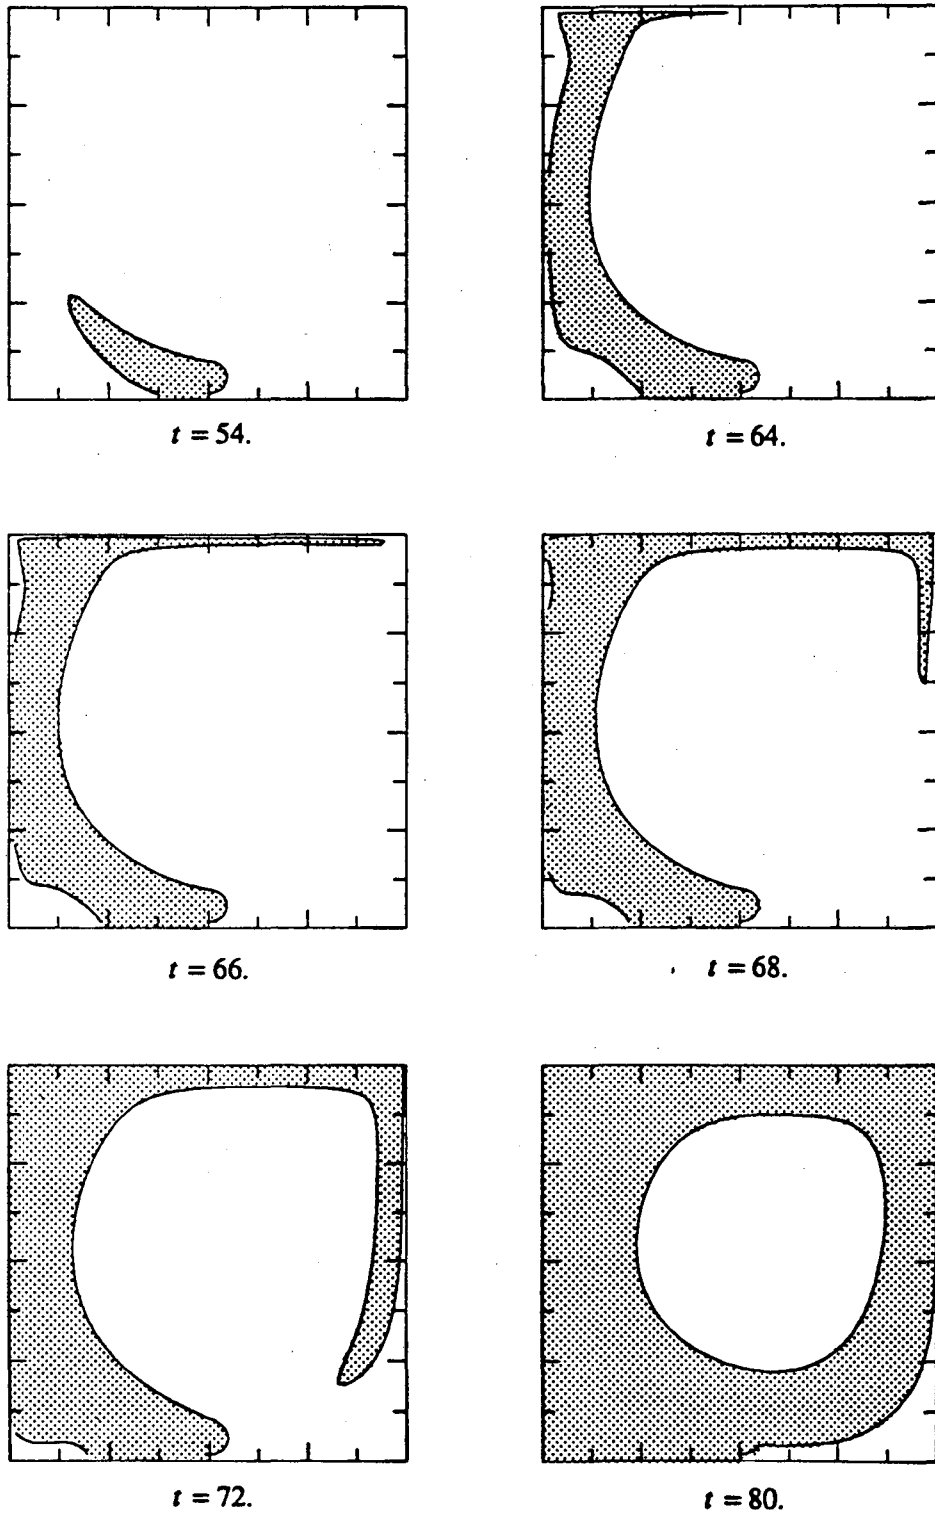 t = 54.
t = 64.
t = 66.
t = 68.
t = 72.
t = 80.